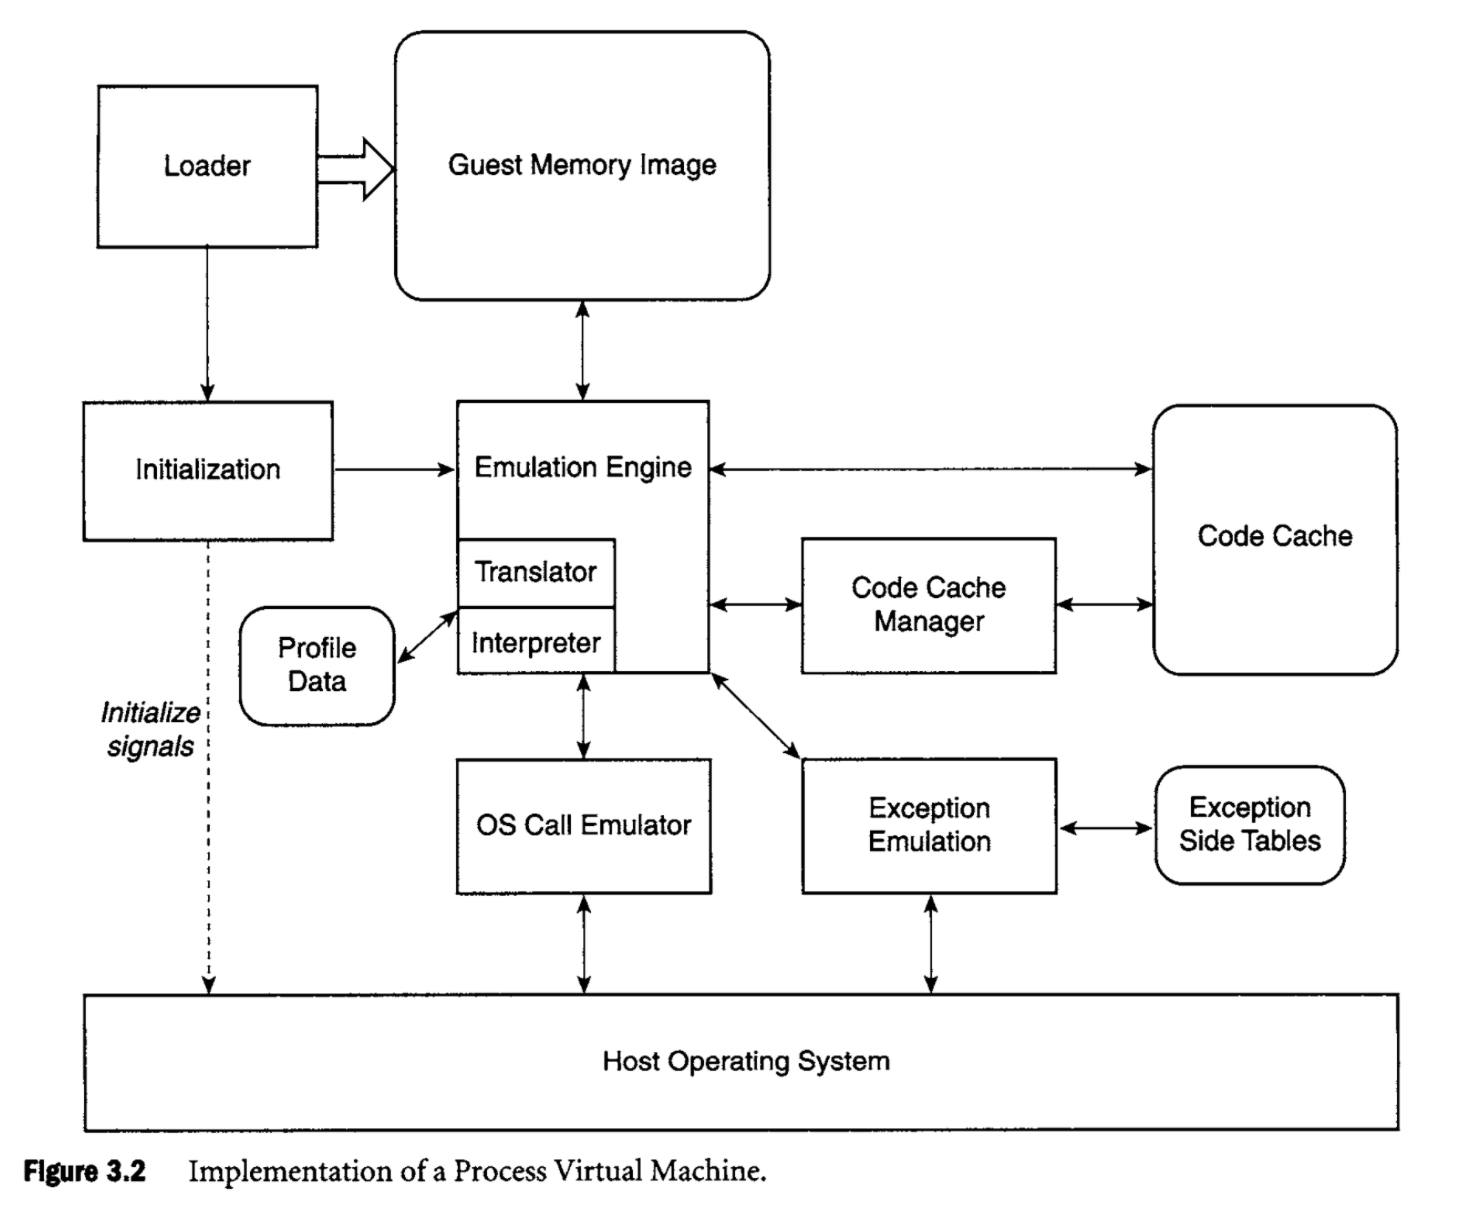 Loader
Guest Memory Image
Initialization
Emulation Engine
Translator
Interpreter
Code Cache
Manager
Code Cache
Profile
Data
Initialize
signals
OS Call Emulator
Exception
Emulation
Exception
Side Tables
Host Operating System
Figure 3.2 Implementation of a Process Virtual Machine.